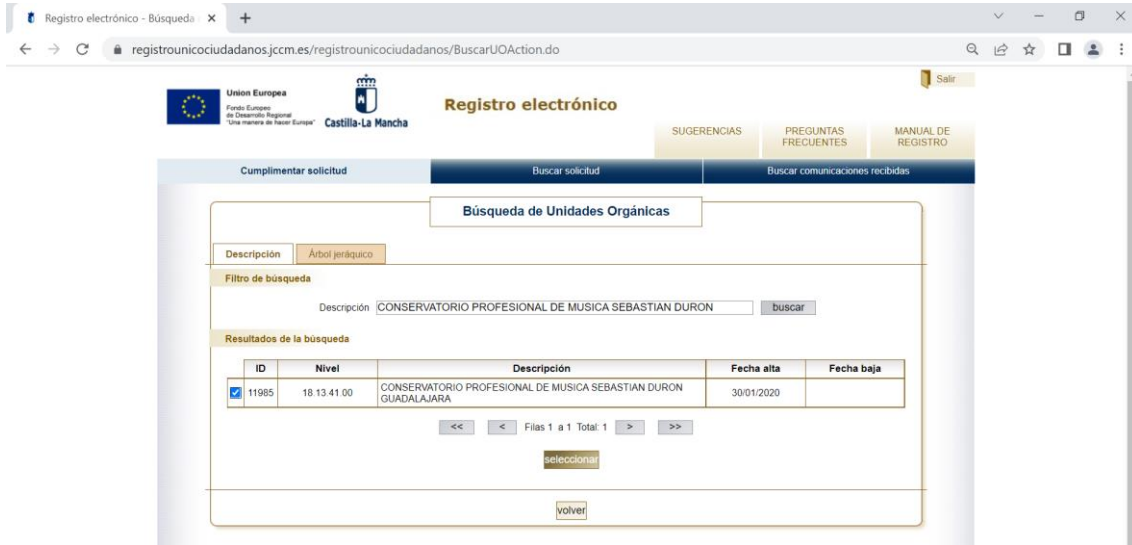 Registro electrónico - Búsqueda
registrounicociudadanos.jccm.es/registrounicociudadanos/BuscarUOAction.do
Salir
Unión Europea
Fondo Europeo
de Desarrollo Regional
"Una manera de hacer Europa"
Castilla-La Mancha
Registro electrónico
SUGERENCIAS
PREGUNTAS
FRECUENTES
MANUAL DE
REGISTRO
Cumplimentar solicitud
Buscar solicitud
Buscar comunicaciones recibidas
Búsqueda de Unidades Orgánicas
Descripción
Árbol jeráquico
Filtro de búsqueda
Descripción CONSERVATORIO PROFESIONAL DE MUSICA SEBASTIAN DURON buscar
Resultados de la búsqueda
ID Nivel Descripción Fecha alta Fecha baja
11985 18.13.41.00 CONSERVATORIO PROFESIONAL DE MUSICA SEBASTIAN DURON 30/01/2020
GUADALAJARA
<< < Filas 1 a 1 Total: 1 > >>
seleccionar
volver